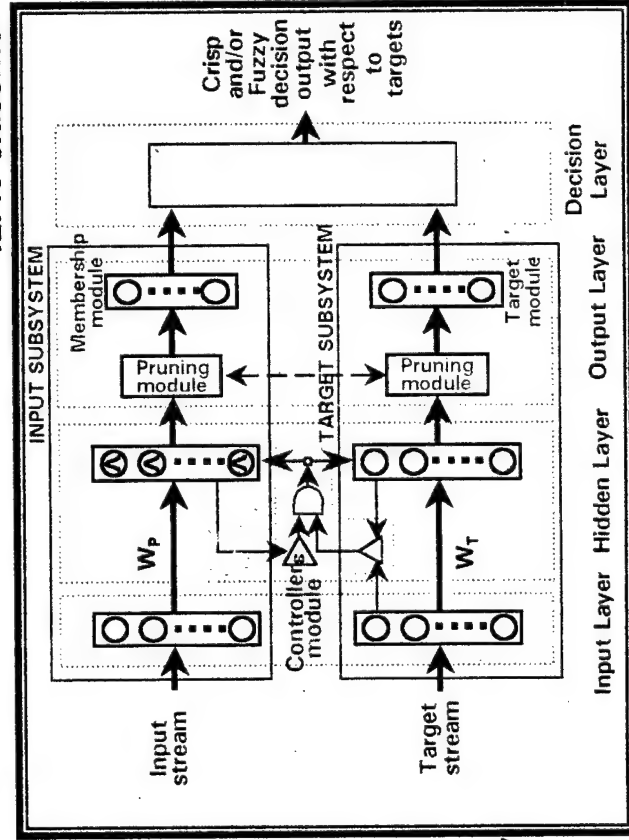 INPUT SUBSYSTEM
Membership
module
Pruning
module
W_P
Input
stream
Crisp
and/or
Fuzzy
decision
output
with
respect
to
targets
Controllers
module
TARGET SUBSYSTEM
Pruning
module
Target
module
W_T
Target
stream
Input Layer
Hidden Layer
Output Layer
Decision
Layer